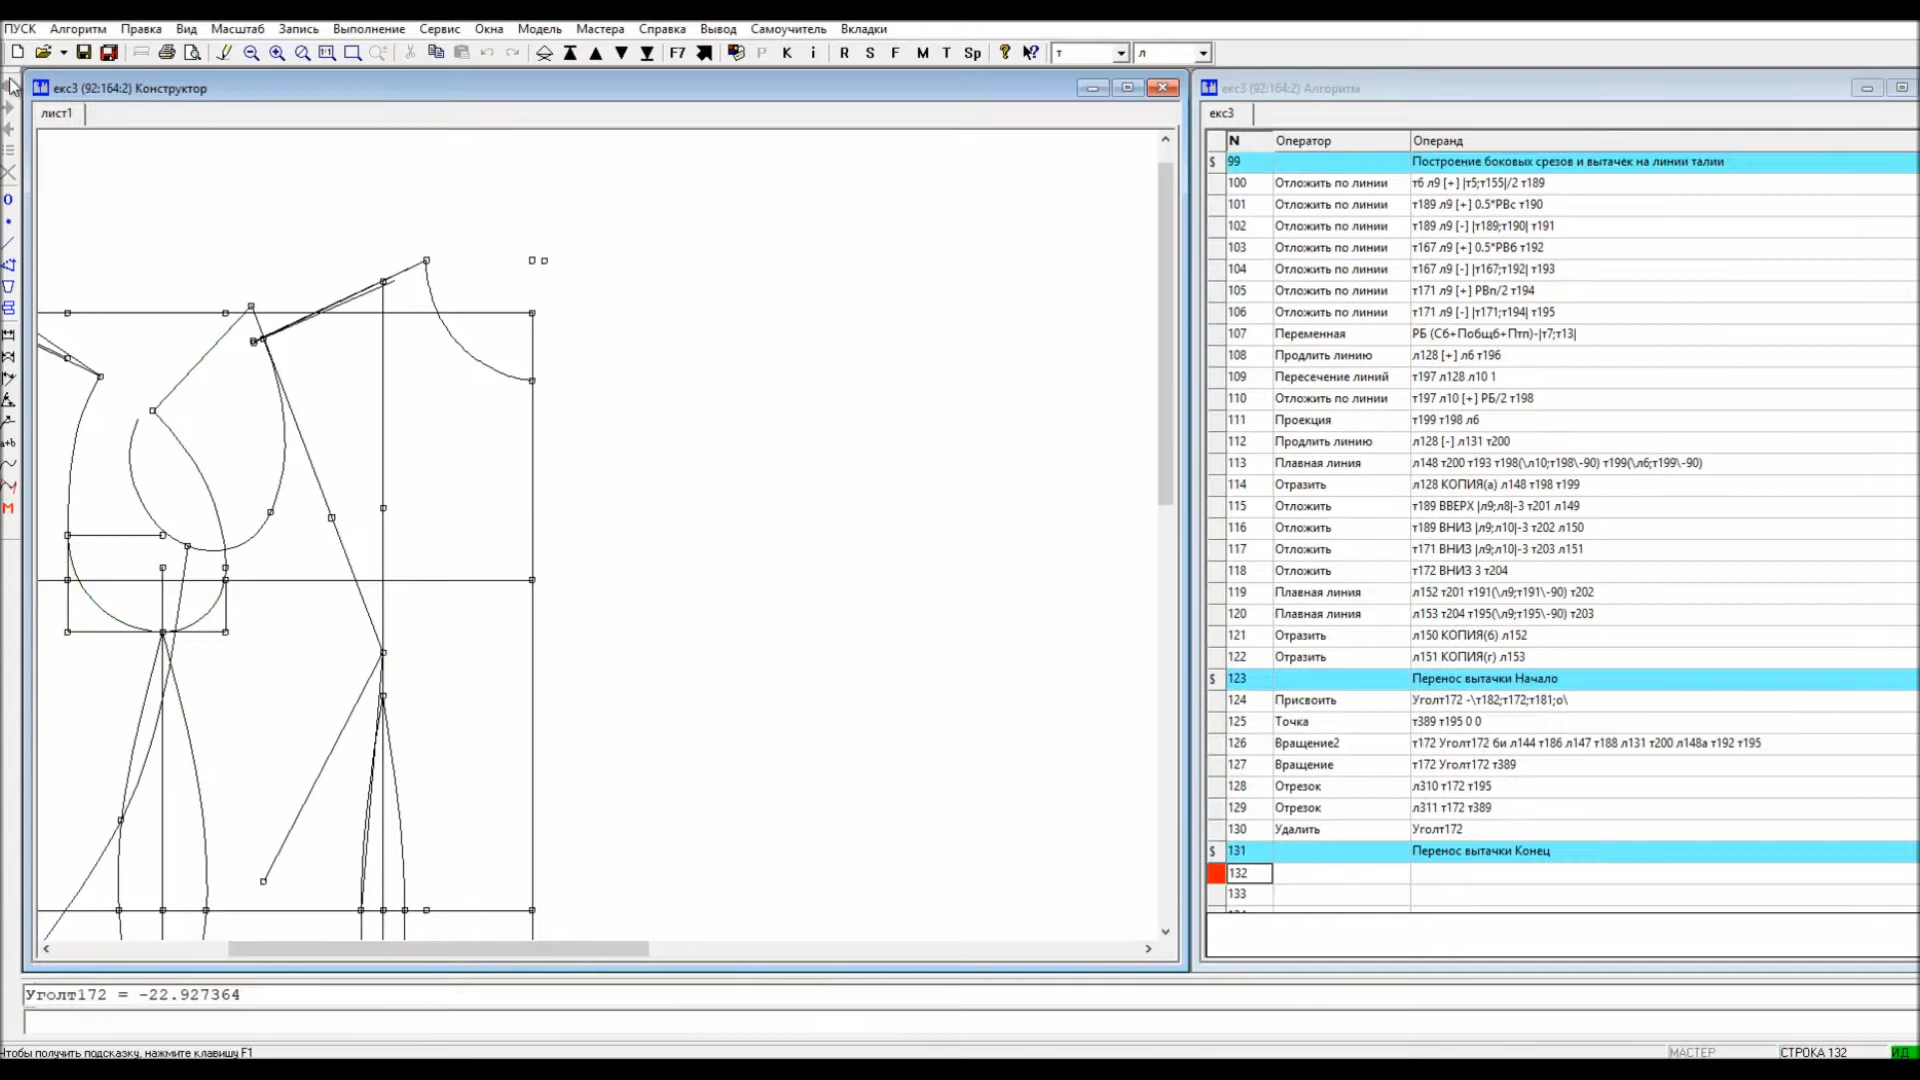 ПУСК Алгоритм Правка Вид Масштаб Запись Выполнение Сервис Окна Модель Мастера Справка Вывод Самоучитель Вкладки
F7 P K i R S F M T Sp т л
екс3 (92:164:2) Конструктор
лист1
екс3 (92:164:2) Алгоритм
екс3
N Оператор Операнд
$ 99 Построение боковых срезов и вытачек на линии талии
100 Отложить по линии т6 л9 [+] |т5;т155|/2 т189
101 Отложить по линии т189 л9 [+] 0.5*РВс т190
102 Отложить по линии т189 л9 [-] |т189;т190| т191
103 Отложить по линии т167 л9 [+] 0.5*РВб т192
104 Отложить по линии т167 л9 [-] |т167;т192| т193
105 Отложить по линии т171 л9 [+] РВп/2 т194
106 Отложить по линии т171 л9 [-] |т171;т194| т195
107 Переменная РБ (Сб+Побщб+Птп)-|т7;т13|
108 Продлить линию л128 [+] л6 т196
109 Пересечение линий т197 л128 л10 1
110 Отложить по линии т197 л10 [+] РБ/2 т198
111 Проекция т199 т198 л6
112 Продлить линию л128 [-] л131 т200
113 Плавная линия л148 т200 т193 т198(\л10;т198\-90) т199(\л6;т199\-90)
114 Отразить л128 КОПИЯ(а) л148 т198 т199
115 Отложить т189 ВВЕРХ |л9;л8|-3 т201 л149
116 Отложить т189 ВНИЗ |л9;л10|-3 т202 л150
117 Отложить т171 ВНИЗ |л9;л10|-3 т203 л151
118 Отложить т172 ВНИЗ 3 т204
119 Плавная линия л152 т201 т191(\л9;т191\-90) т202
120 Плавная линия л153 т204 т195(\л9;т195\-90) т203
121 Отразить л150 КОПИЯ(б) л152
122 Отразить л151 КОПИЯ(г) л153
$ 123 Перенос вытачки Начало
124 Присвоить Уголт172 -\т182;т172;т181;о\
125 Точка т389 т195 0 0
126 Вращение2 т172 Уголт172 би л144 т186 л147 т188 л131 т200 л148а т192 т195
127 Вращение т172 Уголт172 т389
128 Отрезок л310 т172 т195
129 Отрезок л311 т172 т389
130 Удалить Уголт172
$ 131 Перенос вытачки Конец
132
133
a+b
M
Уголт172 = -22.927364
Чтобы получить подсказку, нажмите клавишу F1
МАСТЕР СТРОКА 132 ИД